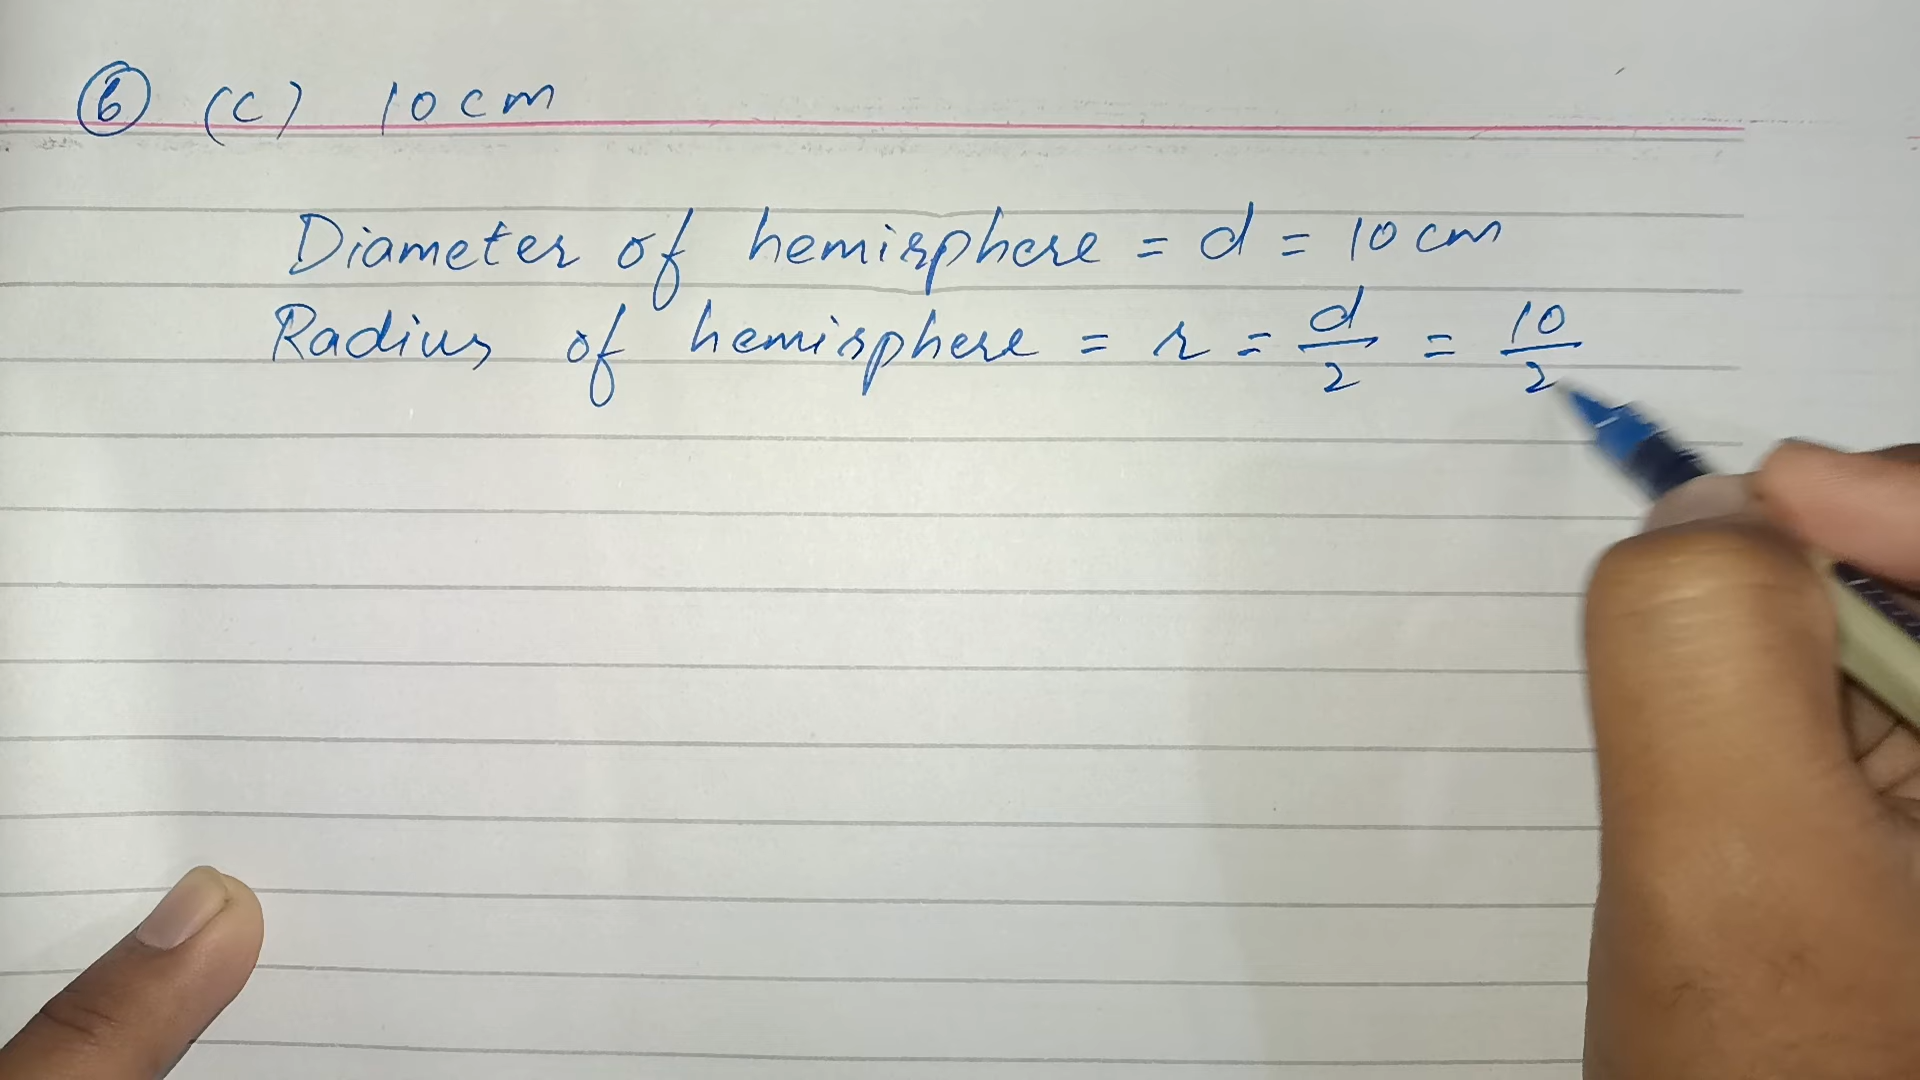 6 (C) 10 cm
Diameter of hemisphere = d = 10 cm
Radius of hemisphere = r = d/2 = 10/2